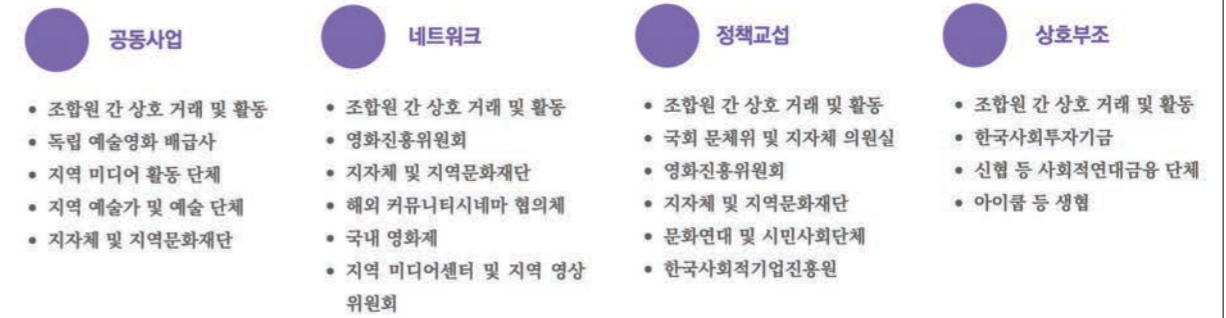 공동사업
• 조합원 간 상호 거래 및 활동
• 독립 예술영화 배급사
• 지역 미디어 활동 단체
• 지역 예술가 및 예술 단체
• 지자체 및 지역문화재단
네트워크
• 조합원 간 상호 거래 및 활동
• 영화진흥위원회
• 지자체 및 지역문화재단
• 해외 커뮤니티시네마 협의체
• 국내 영화제
• 지역 미디어센터 및 지역 영상
위원회
정책교섭
• 조합원 간 상호 거래 및 활동
• 국회 문체위 및 지자체 의원실
• 영화진흥위원회
• 지자체 및 지역문화재단
• 문화연대 및 시민사회단체
• 한국사회적기업진흥원
상호부조
• 조합원 간 상호 거래 및 활동
• 한국사회투자기금
• 신협 등 사회적연대금융 단체
• 아이쿱 등 생협